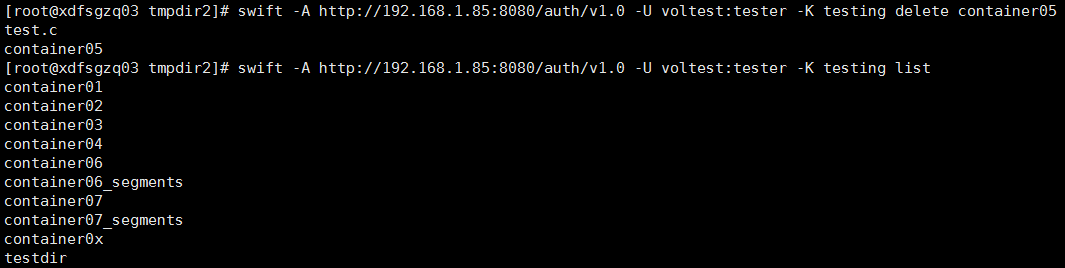 [root@xdfsgzq03 tmpdir2]# swift -A http://192.168.1.85:8080/auth/v1.0 -U voltest:tester -K testing delete container05
test.c
container05
[root@xdfsgzq03 tmpdir2]# swift -A http://192.168.1.85:8080/auth/v1.0 -U voltest:tester -K testing list
container01
container02
container03
container04
container06
container06_segments
container07
container07_segments
container0x
testdir